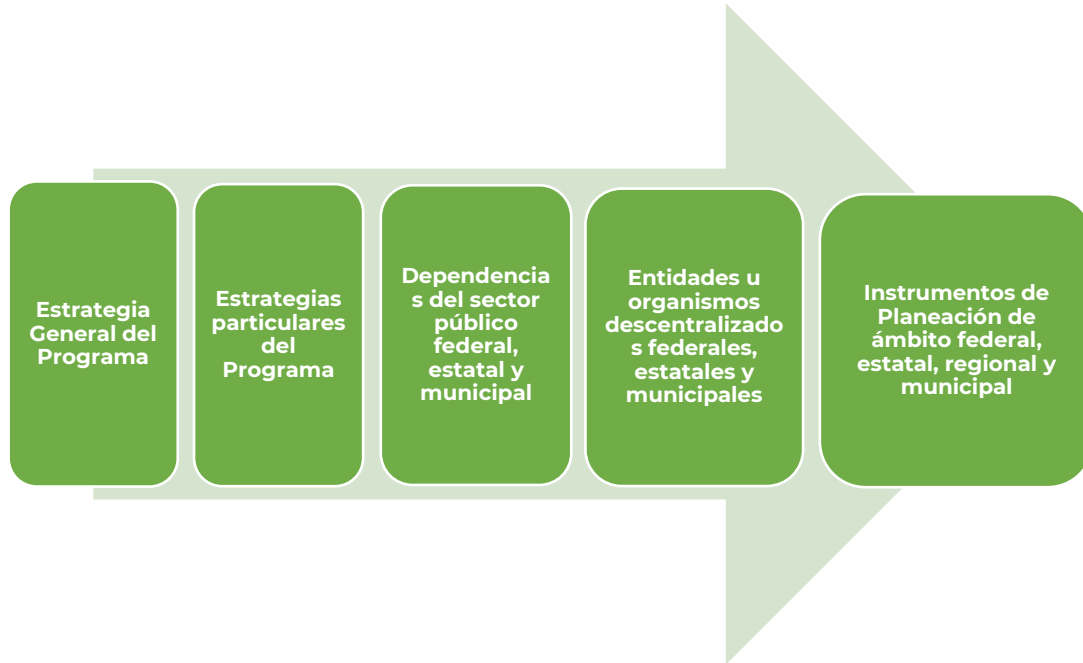 Estrategia
General del
Programa
Estrategias
particulares
del
Programa
Dependencia
s del sector
público
federal,
estatal y
municipal
Entidades u
organismos
descentralizado
s federales,
estatales y
municipales
Instrumentos de
Planeación de
ámbito federal,
estatal, regional y
municipal